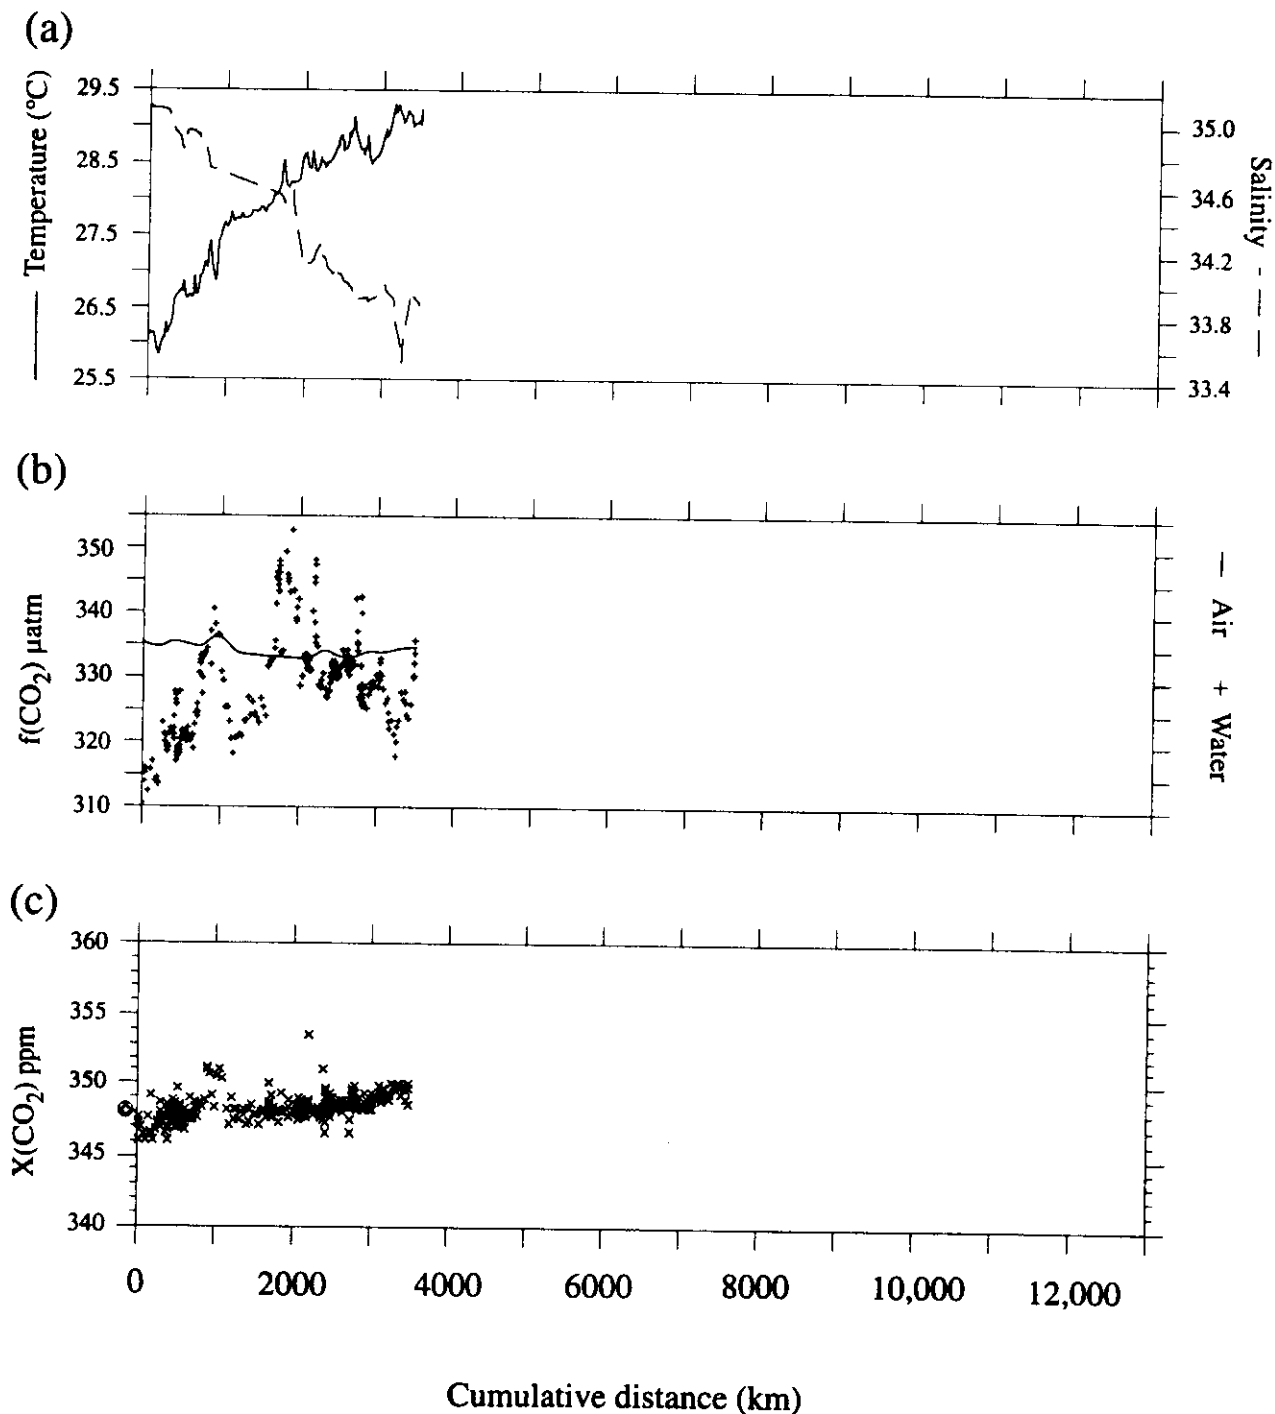 (a)
Temperature (°C)
29.5
28.5
27.5
26.5
25.5
35.0
34.6
34.2
33.8
33.4
Salinity
(b)
f(CO2) µatm
350
340
330
320
310
Air + Water
(c)
X(CO2) ppm
360
355
350
345
340
0 2000 4000 6000 8000 10,000 12,000
Cumulative distance (km)